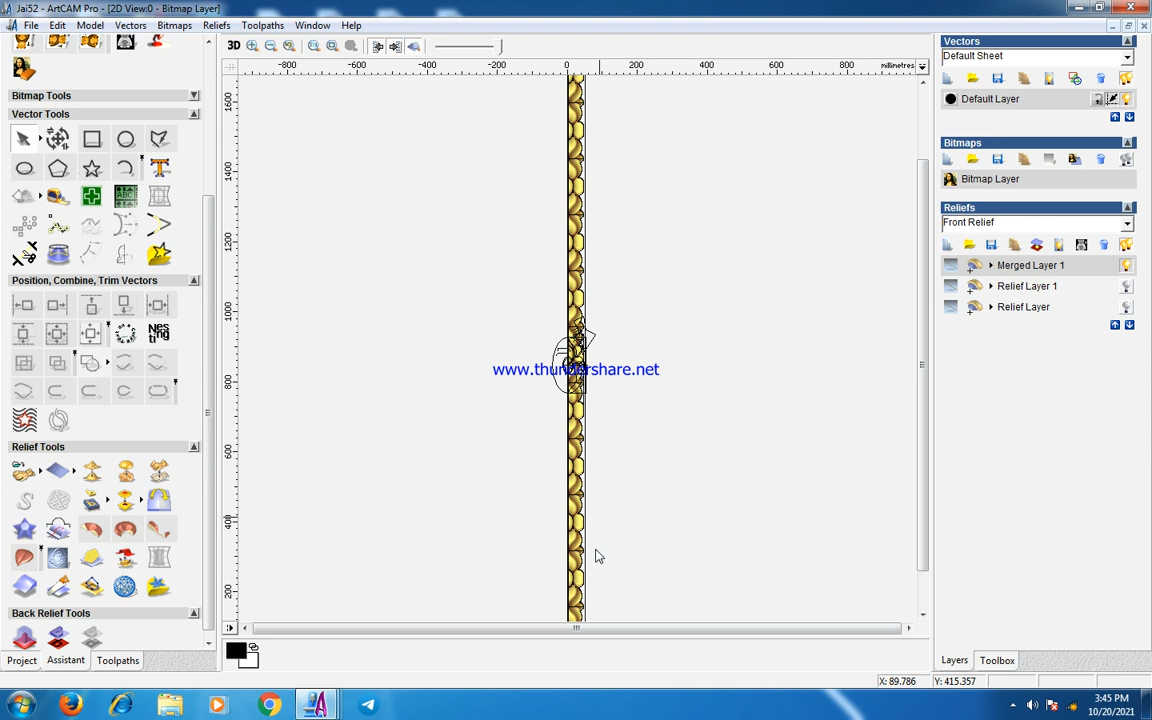 Jai52 - ArtCAM Pro - [2D View:0 - Bitmap Layer]
File Edit Model Vectors Bitmaps Reliefs Toolpaths Window Help
3D
-800 -600 -400 -200 0 200 400 600 800 millimetres
Bitmap Tools
Vector Tools
ABC
Position, Combine, Trim Vectors
Nes
ting
Relief Tools
Back Relief Tools
Project Assistant Toolpaths
1600
1400
1200
1000
800
600
400
200
www.thundershare.net
Vectors
Default Sheet
Default Layer
Bitmaps
Bitmap Layer
Reliefs
Front Relief
Merged Layer 1
Relief Layer 1
Relief Layer
Layers Toolbox
X: 89.786 Y: 415.357
3:45 PM
10/20/2021